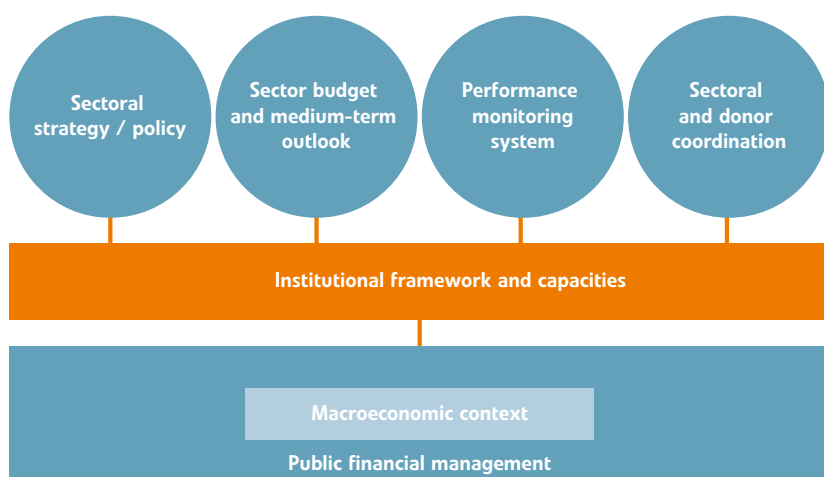 Sectoral
strategy / policy
Sector budget
and medium-term
outlook
Performance
monitoring
system
Sectoral
and donor
coordination
Institutional framework and capacities
Macroeconomic context
Public financial management